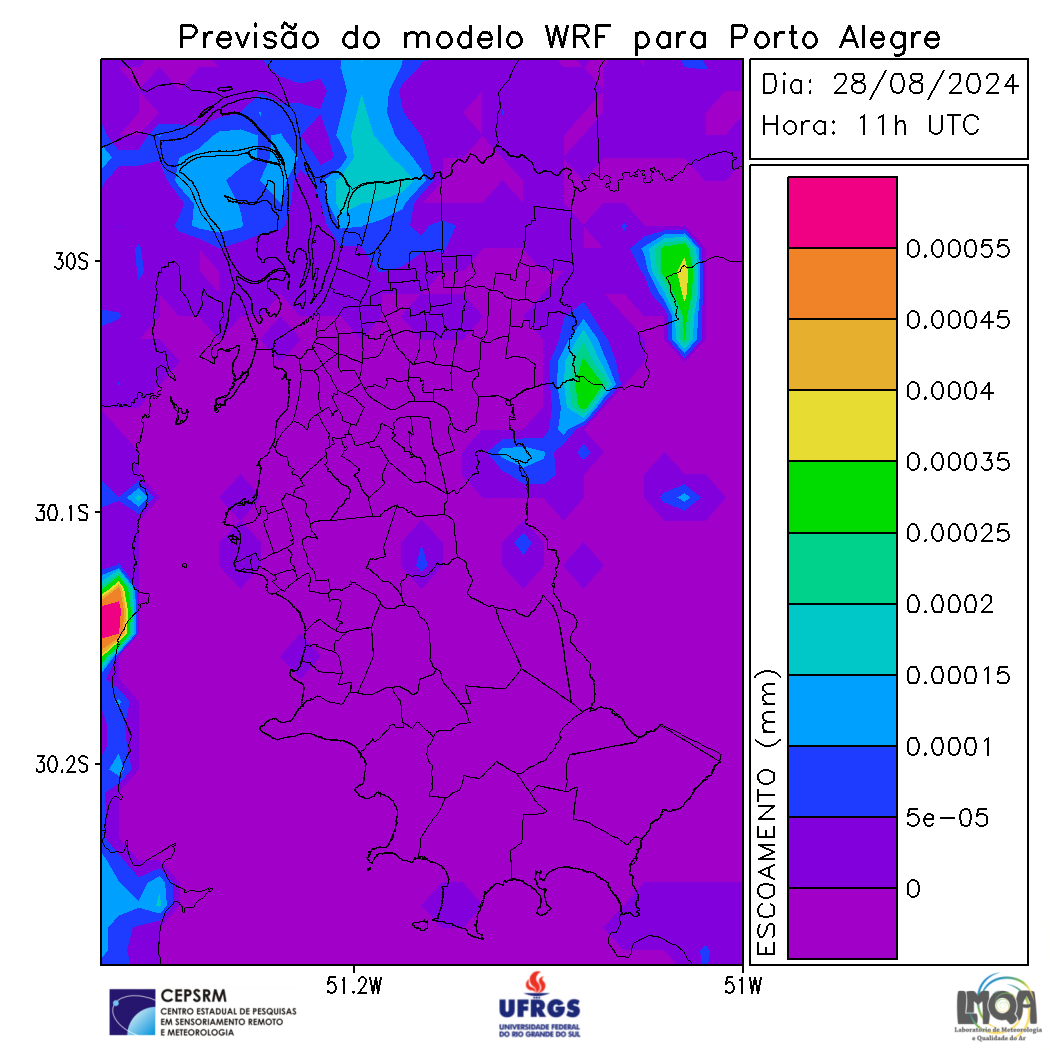 Previsão do modelo WRF para Porto Alegre
Dia: 28/08/2024
Hora: 11h UTC
0.00055
0.00045
0.0004
0.00035
0.00025
0.0002
0.00015
0.0001
5e-05
0
ESCOAMENTO (mm)
30S
30.1S
30.2S
51.2W
51W
CEPSRM
CENTRO ESTADUAL DE PESQUISAS
EM SENSORIAMENTO REMOTO
E METEOROLOGIA
UFRGS
UNIVERSIDADE FEDERAL
DO RIO GRANDE DO SUL
LMQA
Laboratório de Meteorologia
e Qualidade do Ar